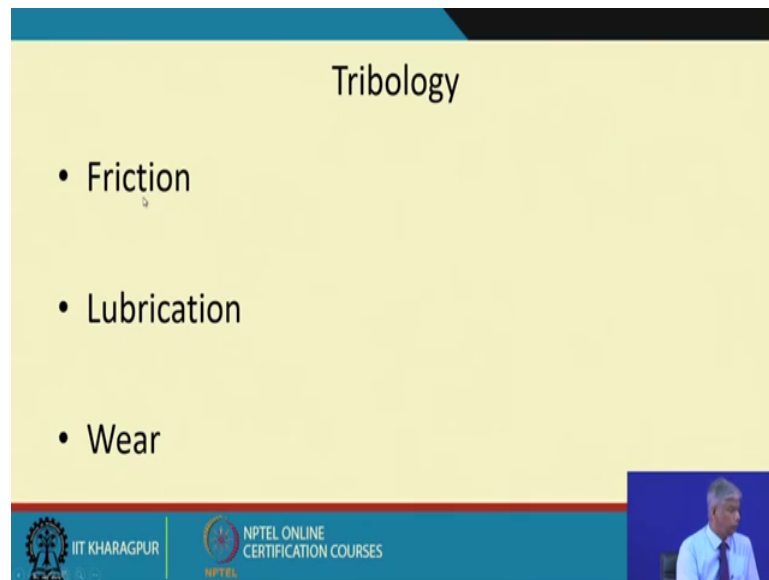 Tribology
• Friction
• Lubrication
• Wear
IIT KHARAGPUR
NPTEL ONLINE
CERTIFICATION COURSES
NPTEL